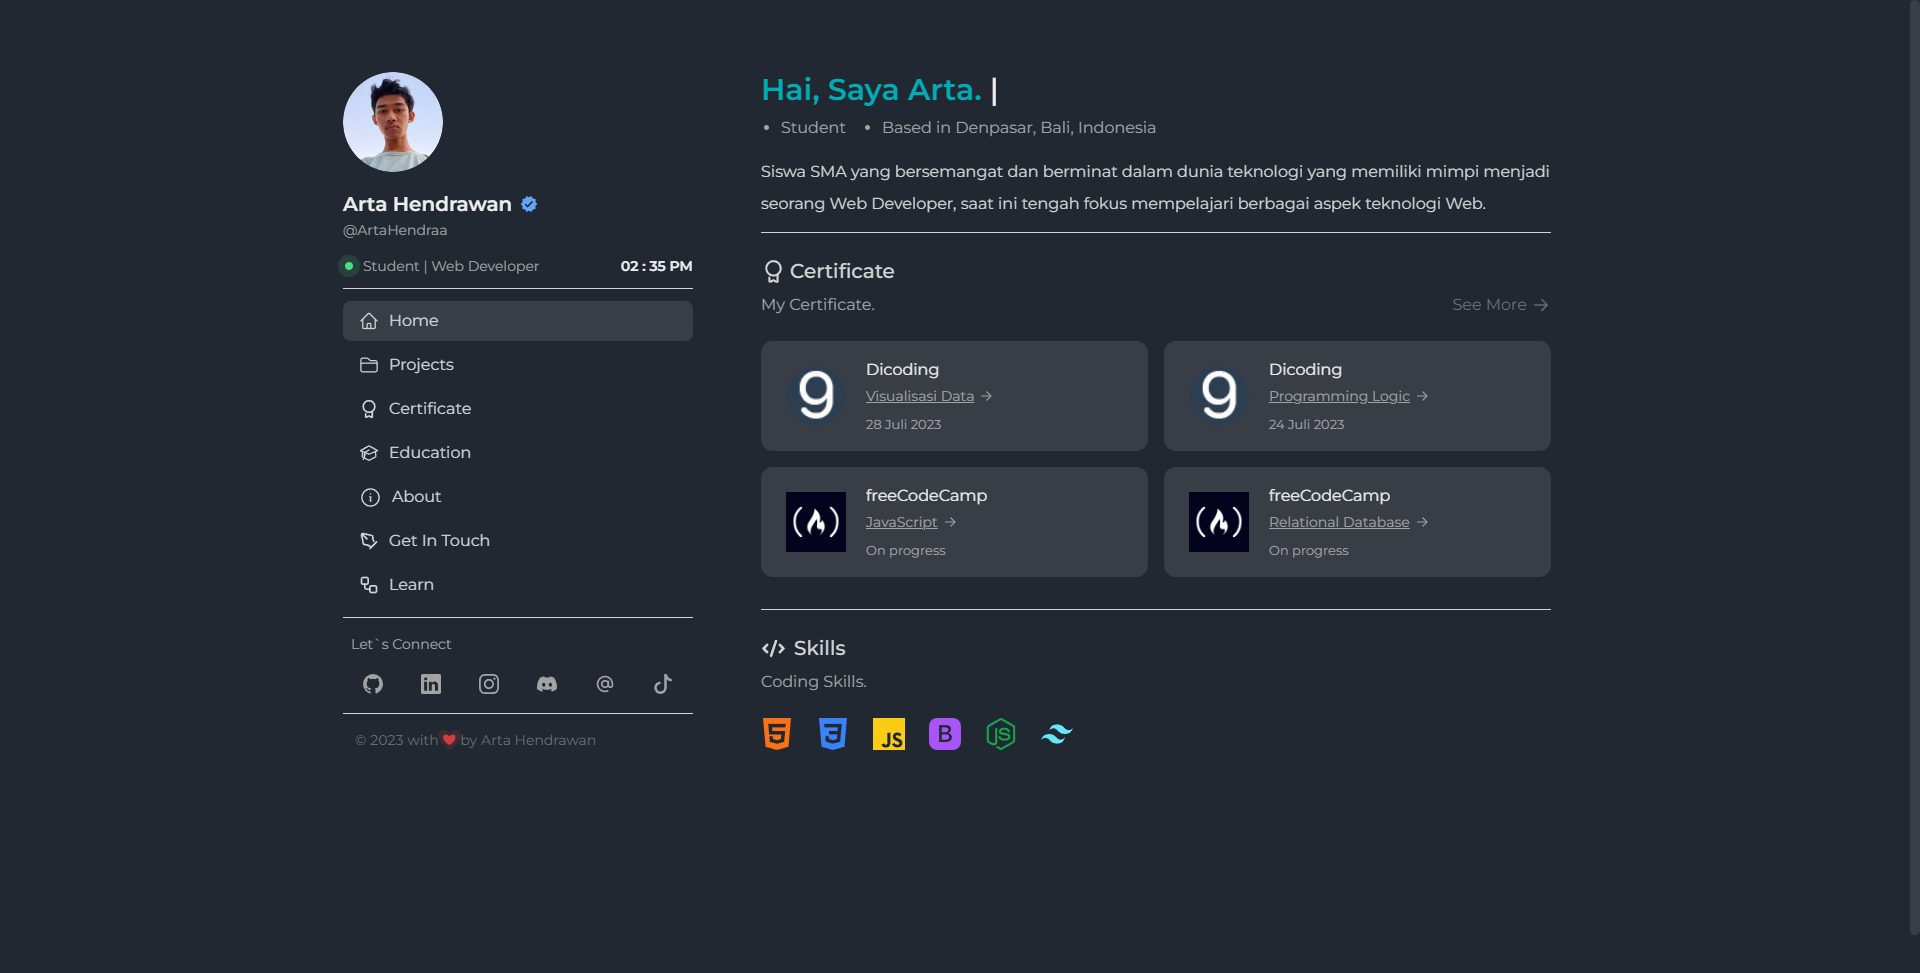 Arta Hendrawan
@ArtaHendraa
Student | Web Developer
02 : 35 PM
Home
Projects
Certificate
Education
About
Get In Touch
Learn
Let`s Connect
© 2023 with ❤ by Arta Hendrawan
Hai, Saya Arta. |
• Student • Based in Denpasar, Bali, Indonesia
Siswa SMA yang bersemangat dan berminat dalam dunia teknologi yang memiliki mimpi menjadi
seorang Web Developer, saat ini tengah fokus mempelajari berbagai aspek teknologi Web.
Certificate
My Certificate.
See More →
Dicoding
Visualisasi Data →
28 Juli 2023
Dicoding
Programming Logic →
24 Juli 2023
freeCodeCamp
JavaScript →
On progress
freeCodeCamp
Relational Database →
On progress
Skills
Coding Skills.
5
3
JS
B
JS